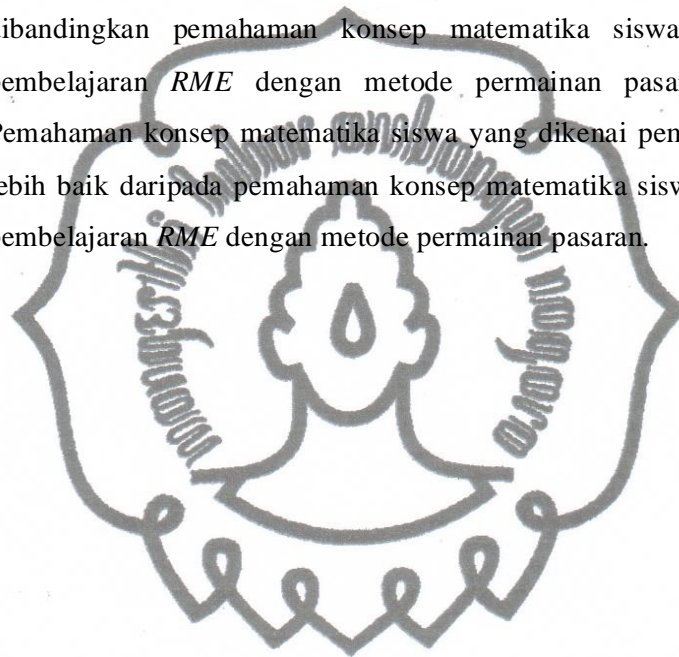 dibandingkan pemahaman konsep matematika siswa
pembelajaran RME dengan metode permainan pasar
Pemahaman konsep matematika siswa yang dikenai pem
lebih baik daripada pemahaman konsep matematika sisw
pembelajaran RME dengan metode permainan pasaran.